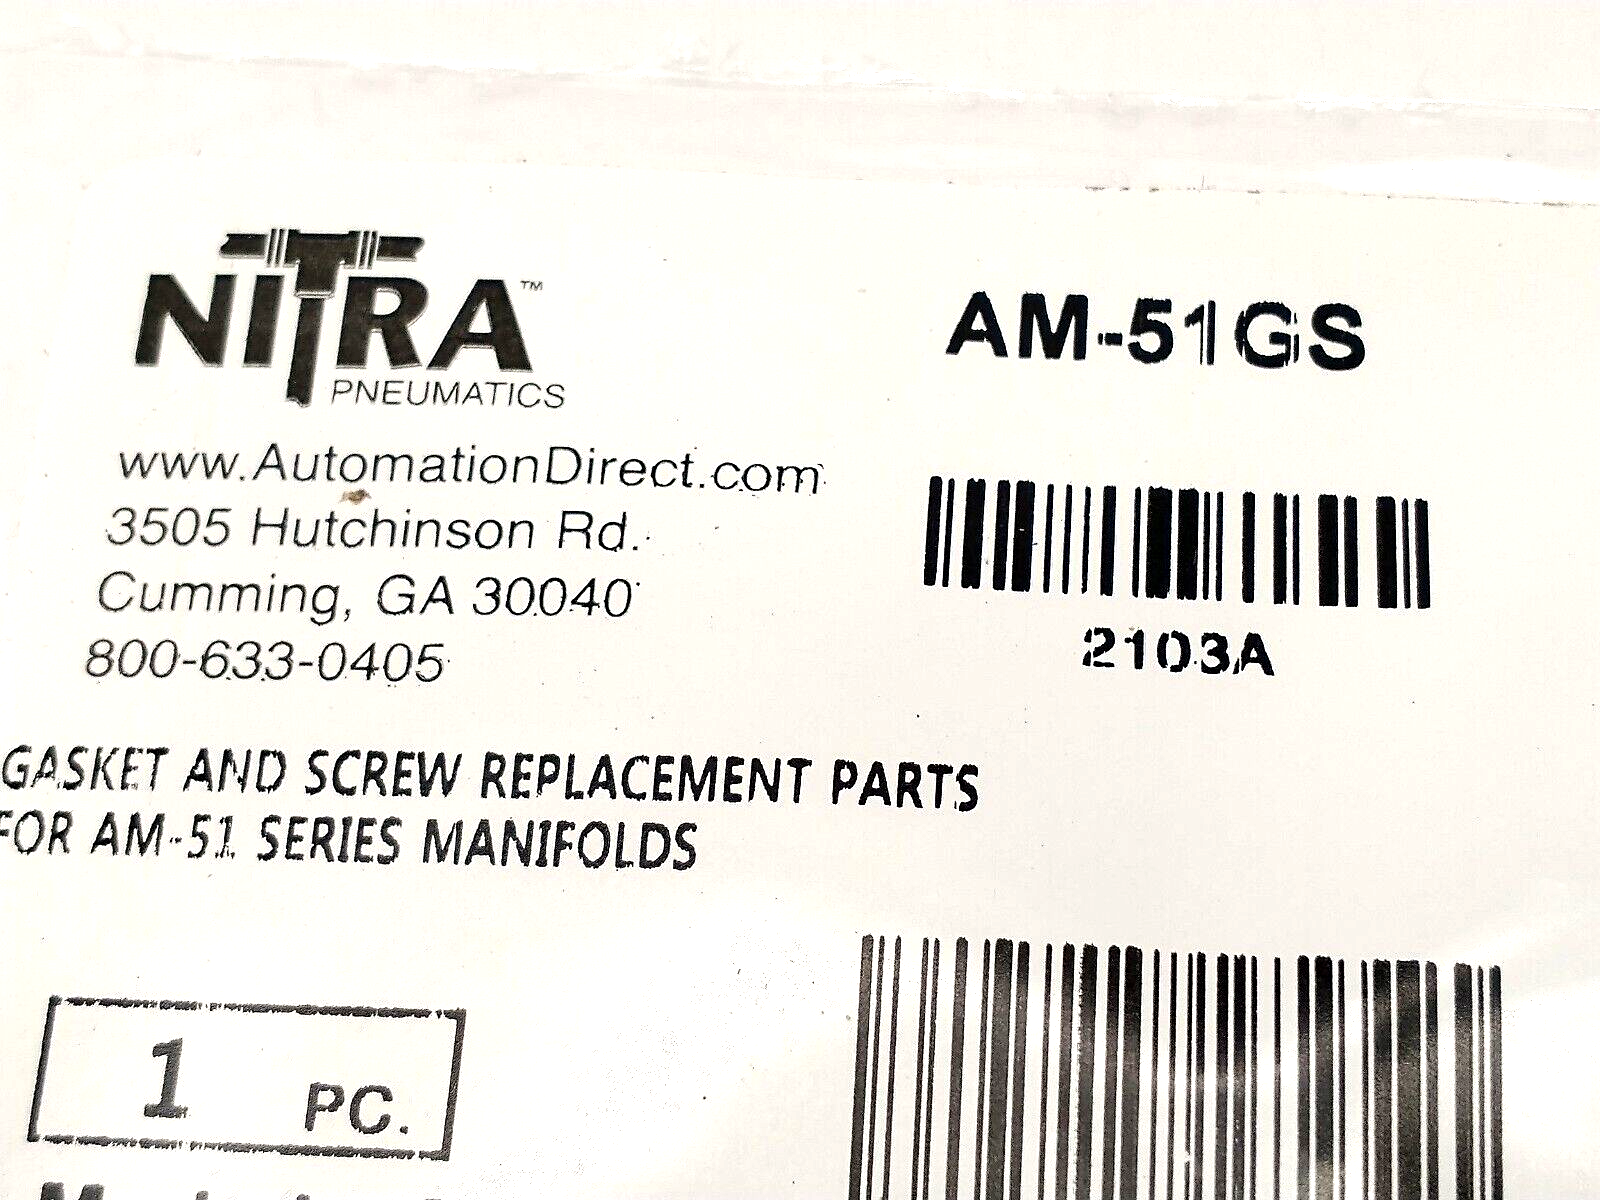 NITRA™
PNEUMATICS
AM-51GS
www.AutomationDirect.com
3505 Hutchinson Rd.
Cumming, GA 30040
800-633-0405
2103A
GASKET AND SCREW REPLACEMENT PARTS
FOR AM-51 SERIES MANIFOLDS
1 PC.